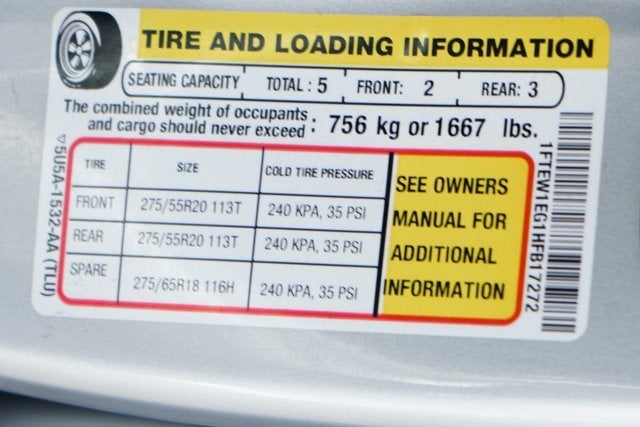 TIRE AND LOADING INFORMATION
SEATING CAPACITY TOTAL : 5 FRONT: 2 REAR: 3
The combined weight of occupants
and cargo should never exceed : 756 kg or 1667 lbs.
TIRE SIZE COLD TIRE PRESSURE
FRONT 275/55R20 113T 240 KPA, 35 PSI
REAR 275/55R20 113T 240 KPA, 35 PSI
SPARE 275/65R18 116H 240 KPA, 35 PSI
SEE OWNERS
MANUAL FOR
ADDITIONAL
INFORMATION
▽5U5A-1532-AA (TLU)
1FTEW1EG1HFB17272